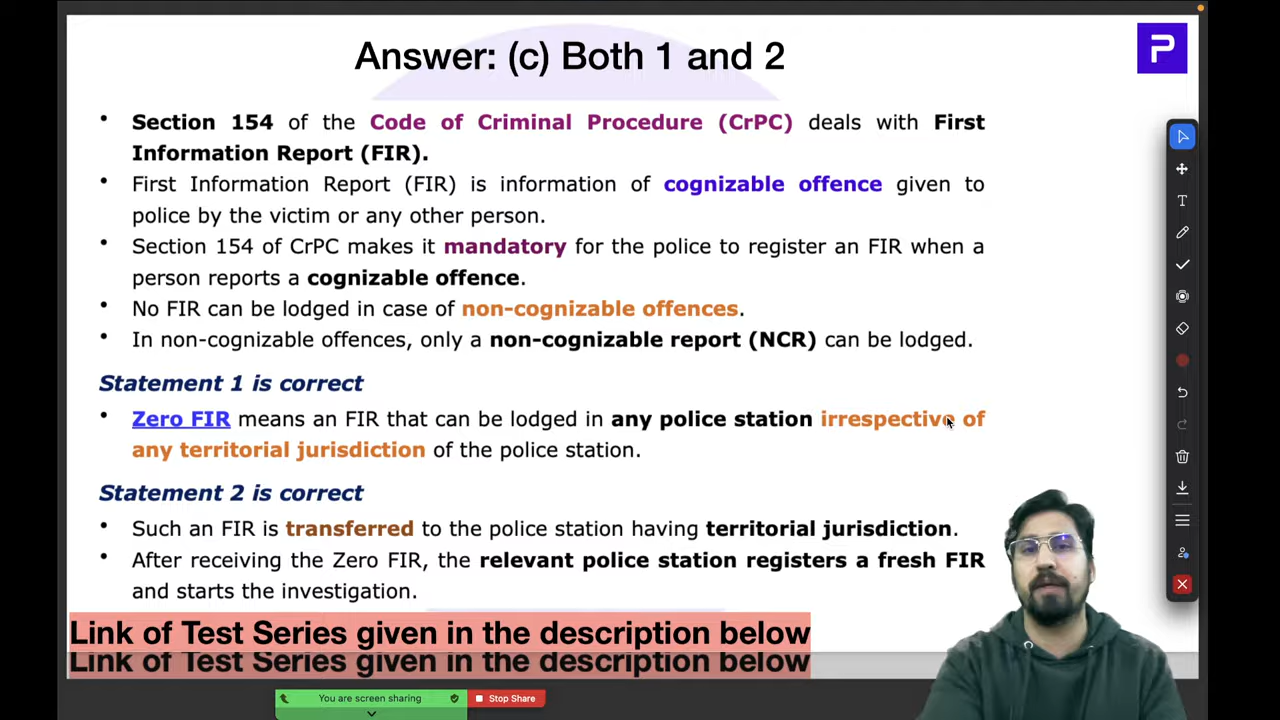 Answer: (c) Both 1 and 2
P
• Section 154 of the Code of Criminal Procedure (CrPC) deals with First
Information Report (FIR).
• First Information Report (FIR) is information of cognizable offence given to
police by the victim or any other person.
• Section 154 of CrPC makes it mandatory for the police to register an FIR when a
person reports a cognizable offence.
• No FIR can be lodged in case of non-cognizable offences.
• In non-cognizable offences, only a non-cognizable report (NCR) can be lodged.
Statement 1 is correct
• Zero FIR means an FIR that can be lodged in any police station irrespective of
any territorial jurisdiction of the police station.
Statement 2 is correct
• Such an FIR is transferred to the police station having territorial jurisdiction.
• After receiving the Zero FIR, the relevant police station registers a fresh FIR
and starts the investigation.
Link of Test Series given in the description below
Link of Test Series given in the description below
You are screen sharing
Stop Share
T